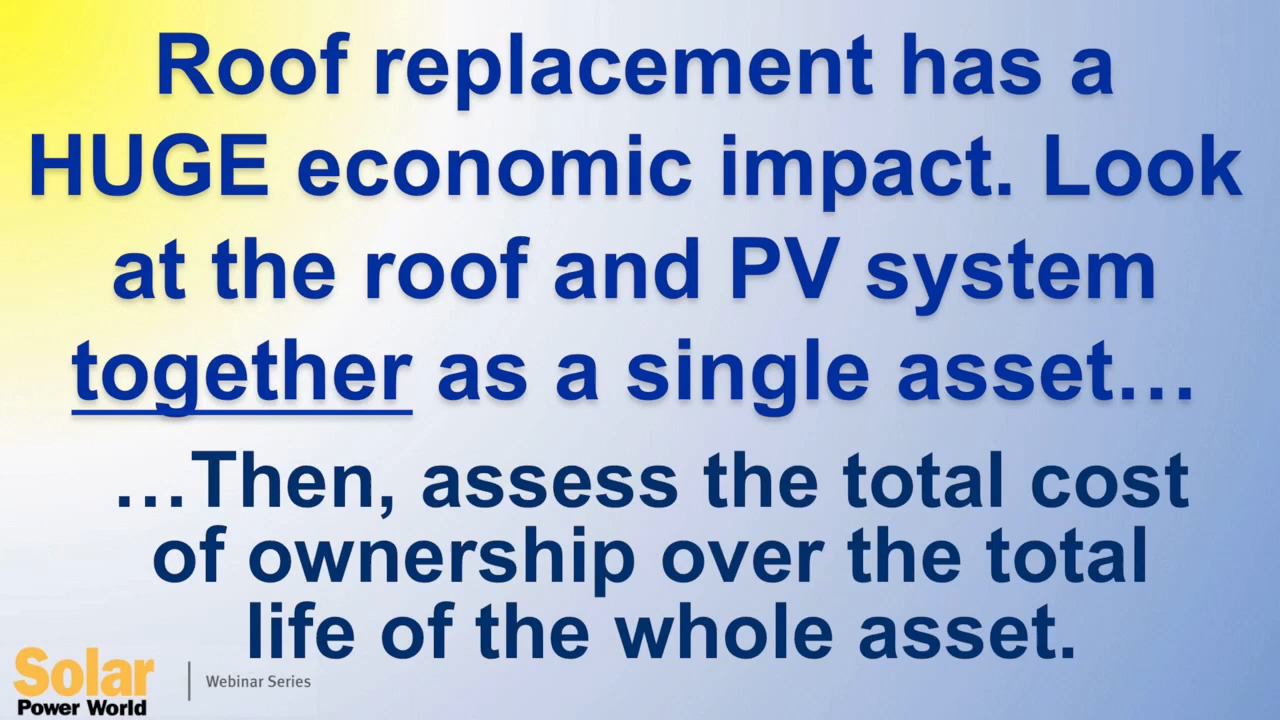 Roof replacement has a
HUGE economic impact. Look
at the roof and PV system
together as a single asset…
…Then, assess the total cost
of ownership over the total
life of the whole asset.
Solar
Power World
Webinar Series